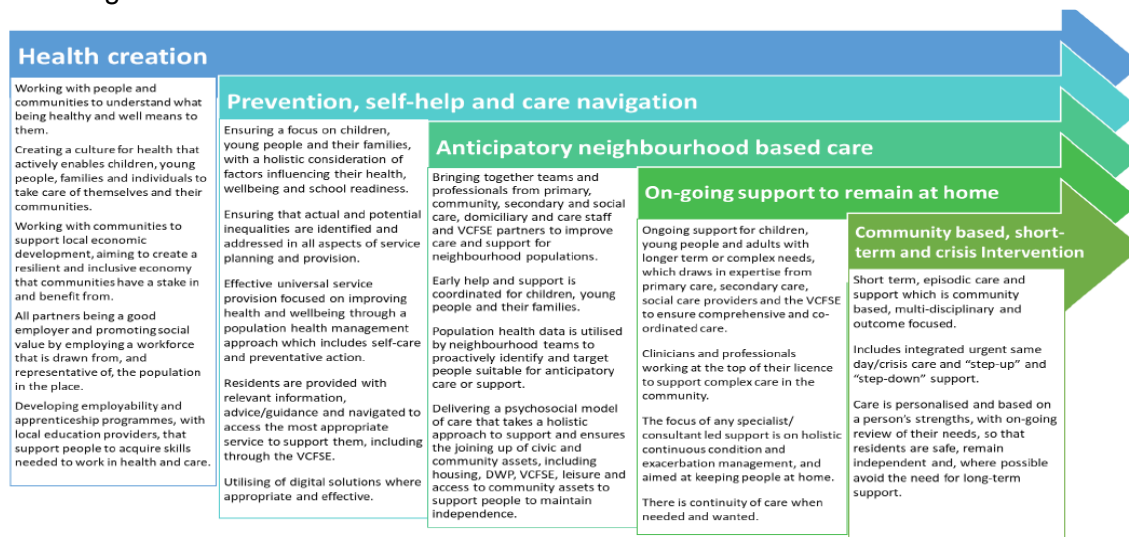 Health creation
Working with people and
communities to understand what
being healthy and well means to
them.
Creating a culture for health that
actively enables children, young
people, families and individuals to
take care of themselves and their
communities.
Working with communities to
support local economic
development, aiming to create a
resilient and inclusive economy
that communities have a stake in
and benefit from.
All partners being a good
employer and promoting social
value by employing a workforce
that is drawn from, and
representative of, the population
in the place.
Developing employability and
apprenticeship programmes, with
local education providers, that
support people to acquire skills
needed to work in health and care.
Prevention, self-help and care navigation
Ensuring a focus on children,
young people and their families,
with a holistic consideration of
factors influencing their health,
wellbeing and school readiness.
Ensuring that actual and potential
inequalities are identified and
addressed in all aspects of service
planning and provision.
Effective universal service
provision focused on improving
health and wellbeing through a
population health management
approach which includes self-care
and preventative action.
Residents are provided with
relevant information,
advice/guidance and navigated to
access the most appropriate
service to support them, including
through the VCFSE.
Utilising of digital solutions where
appropriate and effective.
Anticipatory neighbourhood based care
Bringing together teams and
professionals from primary,
community, secondary and social
care, domiciliary and care staff
and VCFSE partners to improve
care and support for
neighbourhood populations.
Early help and support is
coordinated for children, young
people and their families.
Population health data is utilised
by neighbourhood teams to
proactively identify and target
people suitable for anticipatory
care or support.
Delivering a psychosocial model
of care that takes a holistic
approach to support and ensures
the joining up of civic and
community assets, including
housing, DWP, VCFSE, leisure and
access to community assets to
support people to maintain
independence.
On-going support to remain at home
Ongoing support for children,
young people and adults with
longer term or complex needs,
which draws in expertise from
primary care, secondary care,
social care providers and the VCFSE
to ensure comprehensive and co-
ordinated care.
Clinicians and professionals
working at the top of their licence
to support complex care in the
community.
The focus of any specialist/
consultant led support is on holistic
continuous condition and
exacerbation management, and
aimed at keeping people at home.
There is continuity of care when
needed and wanted.
Community based, short-
term and crisis Intervention
Short term, episodic care and
support which is community
based, multi-disciplinary and
outcome focused.
Includes integrated urgent same
day/crisis care and “step-up” and
“step-down” support.
Care is personalised and based on
a person’s strengths, with on-going
review of their needs, so that
residents are safe, remain
independent and, where possible
avoid the need for long-term
support.